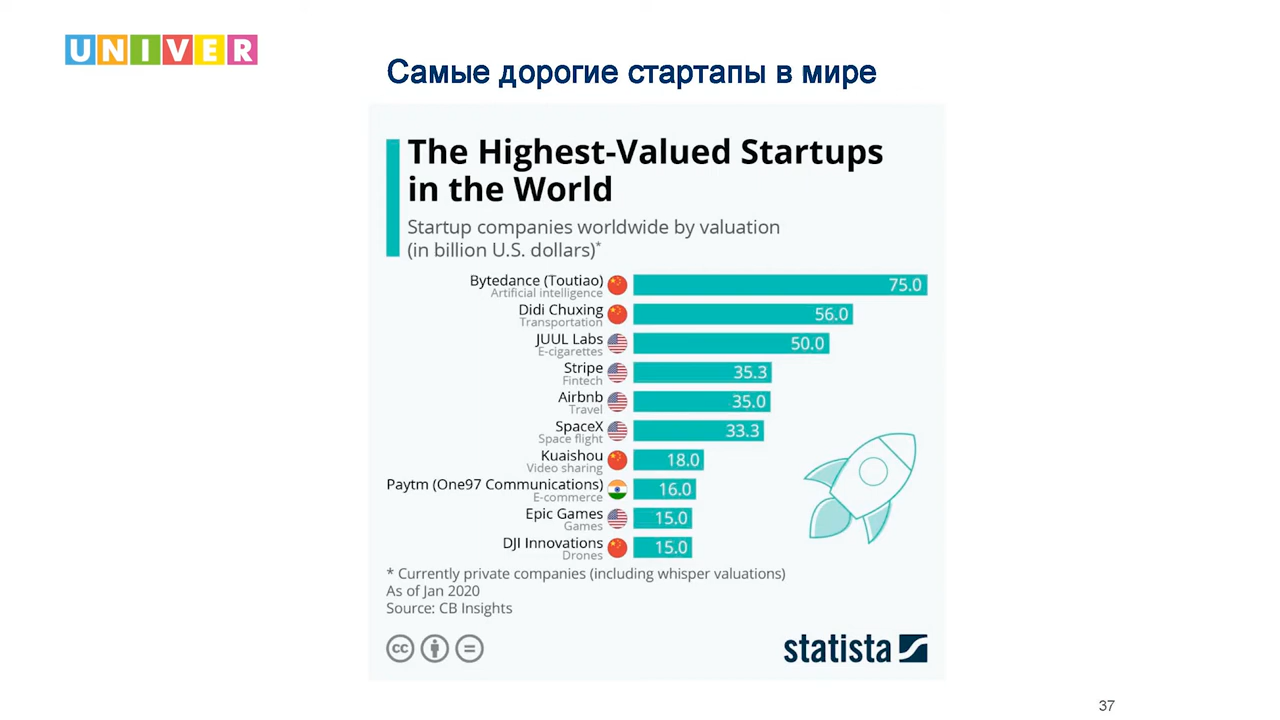 UNIVER
Самые дорогие стартапы в мире
The Highest-Valued Startups
in the World
Startup companies worldwide by valuation
(in billion U.S. dollars)*
Bytedance (Toutiao)
Artificial intelligence
75.0
Didi Chuxing
Transportation
56.0
JUUL Labs
E-cigarettes
50.0
Stripe
Fintech
35.3
Airbnb
Travel
35.0
SpaceX
Space flight
33.3
Kuaishou
Video sharing
18.0
Paytm (One97 Communications)
E-commerce
16.0
Epic Games
Games
15.0
DJI Innovations
Drones
15.0
* Currently private companies (including whisper valuations)
As of Jan 2020
Source: CB Insights
cc
statista
37